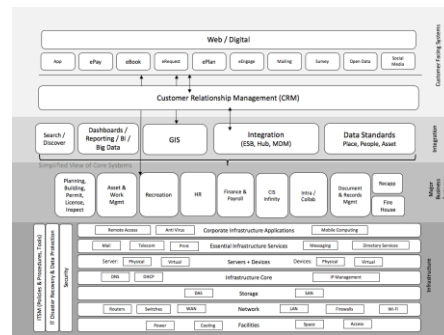 Web / Digital
App
ePay
eBook
eRequest
ePlan
eEngage
Mailing
Survey
Open Data
Social
Media
Customer Relationship Management (CRM)
Customer Facing Systems
Search /
Discover
Dashboards /
Reporting / BI /
Big Data
GIS
Integration
(ESB, Hub, MDM)
Data Standards
Place, People, Asset
Integration
Simplified View of Core Systems
Planning,
Building,
Permit,
License,
Inspect
Asset &
Work
Mgmt
Recreation
HR
Finance &
Payroll
CIS
Infinity
Intra /
Collab
Document
& Records
Mgmt
Recapp
Fire
House
Major
Business
ITSM (Policies & Procedures, Tools)
IT Disaster Recovery & Data Protection
Security
Remote Access
Anti Virus
Corporate Infrastructure Applications
Mobile Computing
Mail
Telecom
Print
Essential Infrastructure Services
Messaging
Directory Services
Server:
Physical
Virtual
Servers + Devices
Devices:
Physical
Virtual
DNS
DHCP
Infrastructure Core
IP Management
DAS
Storage
SAN
Routers
Switches
WAN
Network
LAN
Firewalls
Wi-Fi
Power
Cooling
Facilities
Space
Access
Infrastructure